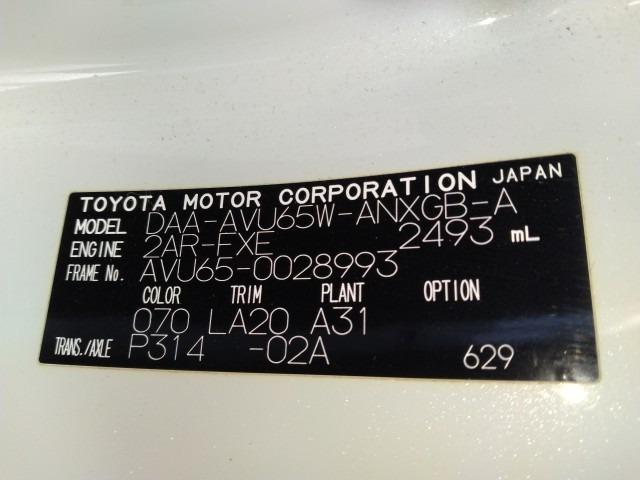 TOYOTA MOTOR CORPORATION JAPAN
MODEL DAA-AVU65W-ANXGB-A
ENGINE 2AR-FXE 2493 mL
FRAME No. AVU65-0028993
COLOR TRIM PLANT OPTION
070 LA20 A31
TRANS./AXLE P314 -02A 629